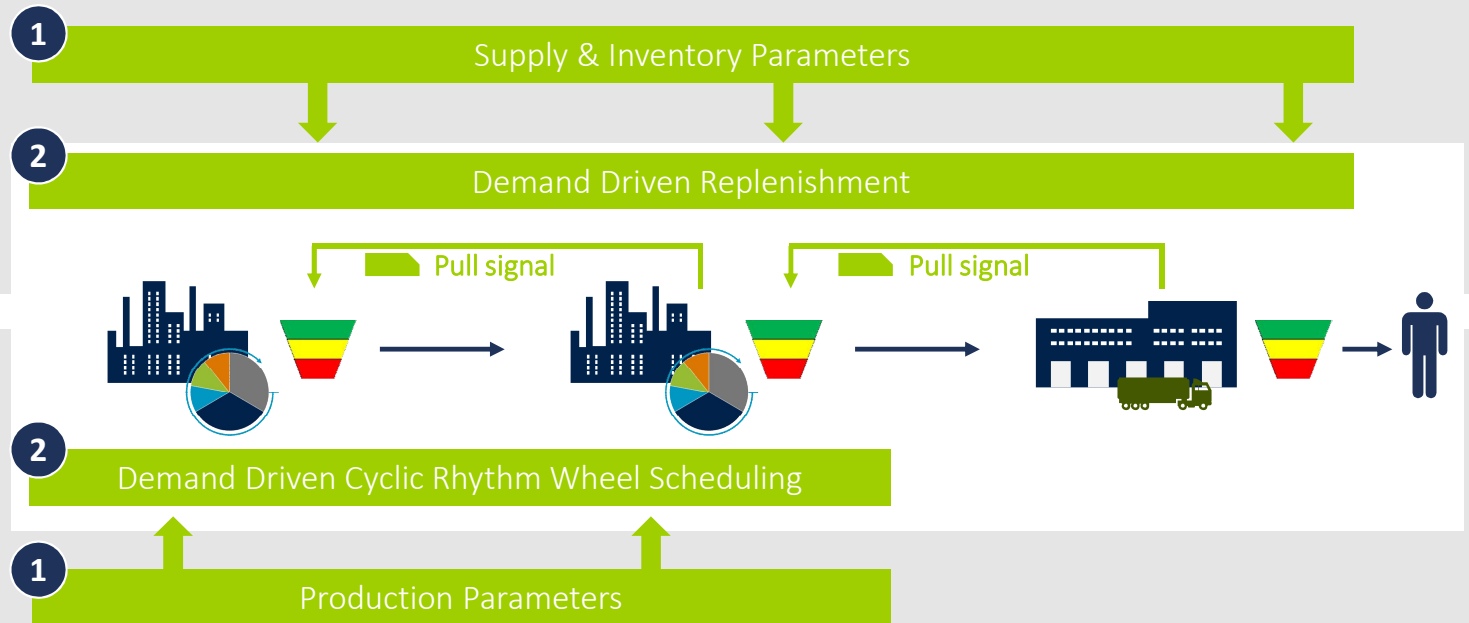 1
Supply & Inventory Parameters
2
Demand Driven Replenishment
Pull signal
Pull signal
2
Demand Driven Cyclic Rhythm Wheel Scheduling
1
Production Parameters